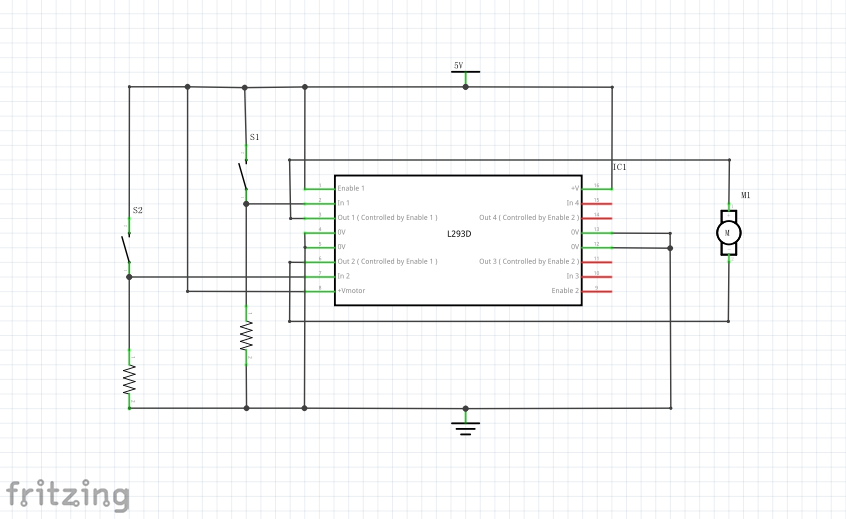 5V
S1
IC1
1 Enable 1
+V 16
2 In 1
In 4 15
M1
S2
3 Out 1 ( Controlled by Enable 1 )
Out 4 ( Controlled by Enable 2 ) 14
4 0V
L293D
0V 13
M
5 0V
0V 12
6 Out 2 ( Controlled by Enable 1 )
Out 3 ( Controlled by Enable 2 ) 11
7 In 2
In 3 10
8 +Vmotor
Enable 2 9
fritzing